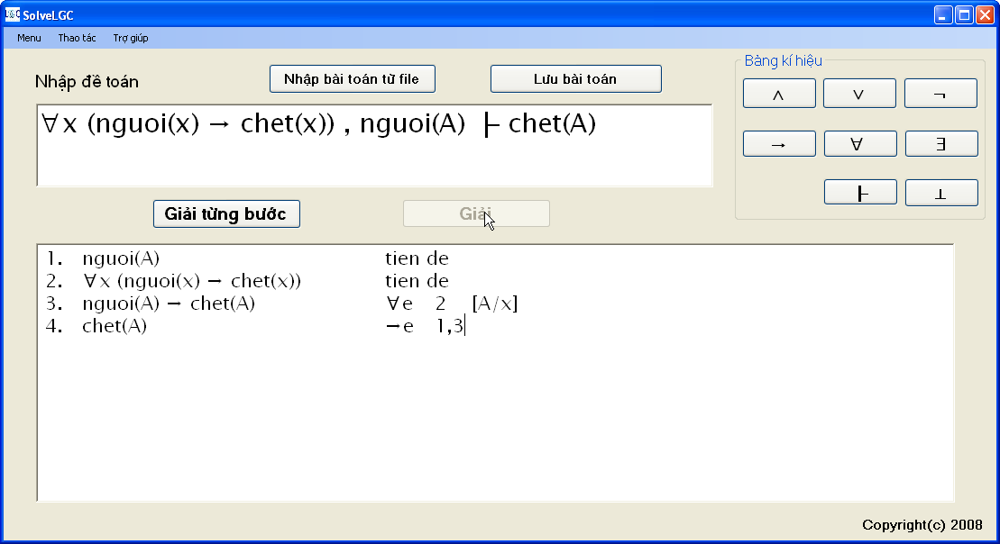 SolveLGC
Menu Thao tác Trợ giúp
Nhập đề toán
Nhập bài toán từ file
Lưu bài toán
Bảng kí hiệu
∀x (nguoi(x) → chet(x)) , nguoi(A) ├ chet(A)
∧ ∨ ¬
→ ∀ ∃
├ ⊥
Giải từng bước
Giải
1. nguoi(A) tien de
2. ∀x (nguoi(x) → chet(x)) tien de
3. nguoi(A) → chet(A) ∀e 2 [A/x]
4. chet(A) →e 1,3
Copyright(c) 2008